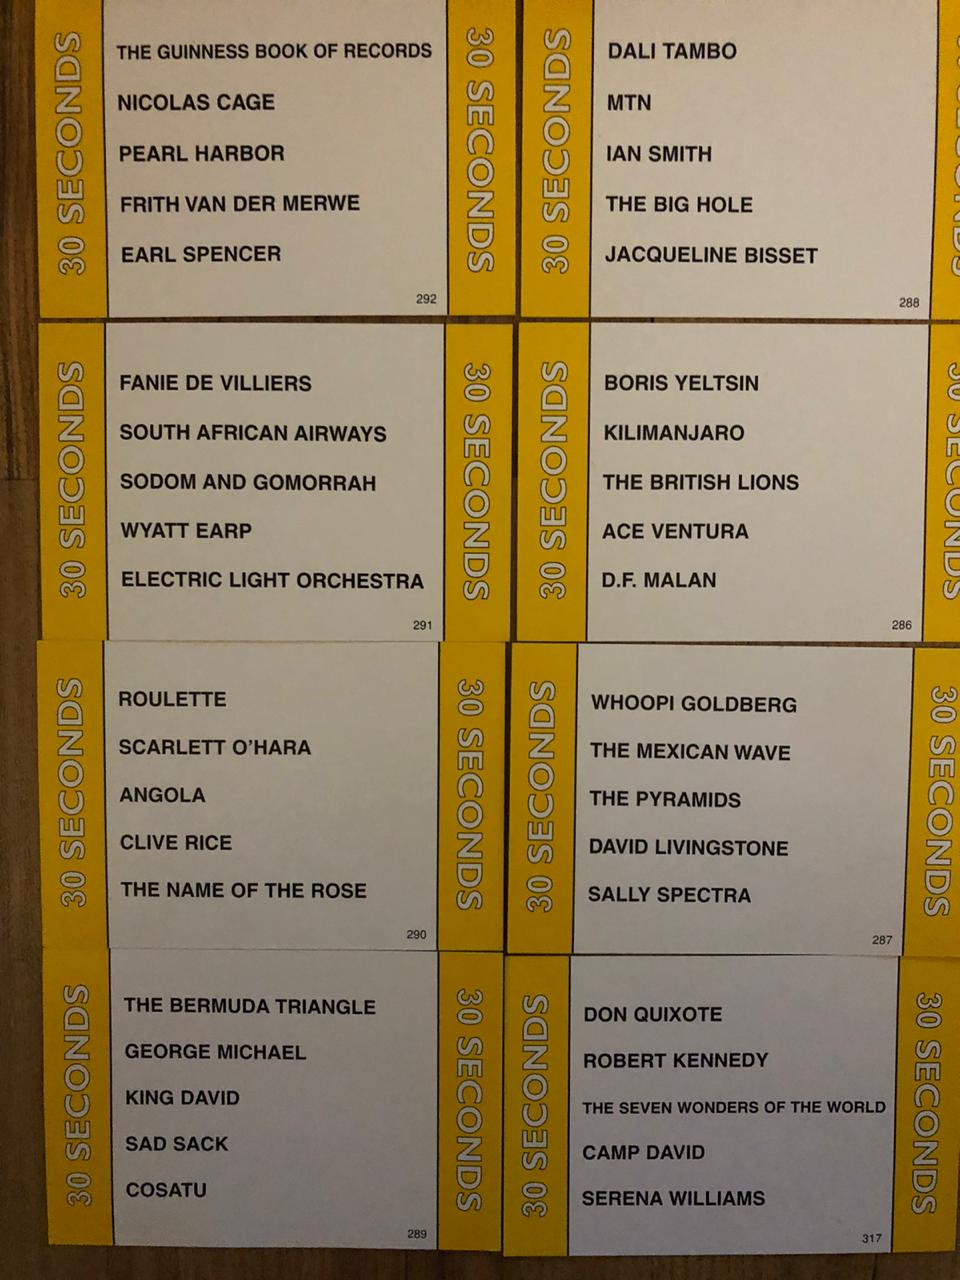 30 SECONDS
THE GUINNESS BOOK OF RECORDS
NICOLAS CAGE
PEARL HARBOR
FRITH VAN DER MERWE
EARL SPENCER
292
30 SECONDS
30 SECONDS
DALI TAMBO
MTN
IAN SMITH
THE BIG HOLE
JACQUELINE BISSET
288
30 SECONDS
FANIE DE VILLIERS
SOUTH AFRICAN AIRWAYS
SODOM AND GOMORRAH
WYATT EARP
ELECTRIC LIGHT ORCHESTRA
291
30 SECONDS
30 SECONDS
BORIS YELTSIN
KILIMANJARO
THE BRITISH LIONS
ACE VENTURA
D.F. MALAN
286
30 SECONDS
30 SECONDS
ROULETTE
SCARLETT O'HARA
ANGOLA
CLIVE RICE
THE NAME OF THE ROSE
290
30 SECONDS
30 SECONDS
WHOOPI GOLDBERG
THE MEXICAN WAVE
THE PYRAMIDS
DAVID LIVINGSTONE
SALLY SPECTRA
287
30 SECONDS
30 SECONDS
THE BERMUDA TRIANGLE
GEORGE MICHAEL
KING DAVID
SAD SACK
COSATU
289
30 SECONDS
30 SECONDS
DON QUIXOTE
ROBERT KENNEDY
THE SEVEN WONDERS OF THE WORLD
CAMP DAVID
SERENA WILLIAMS
317
30 SECONDS